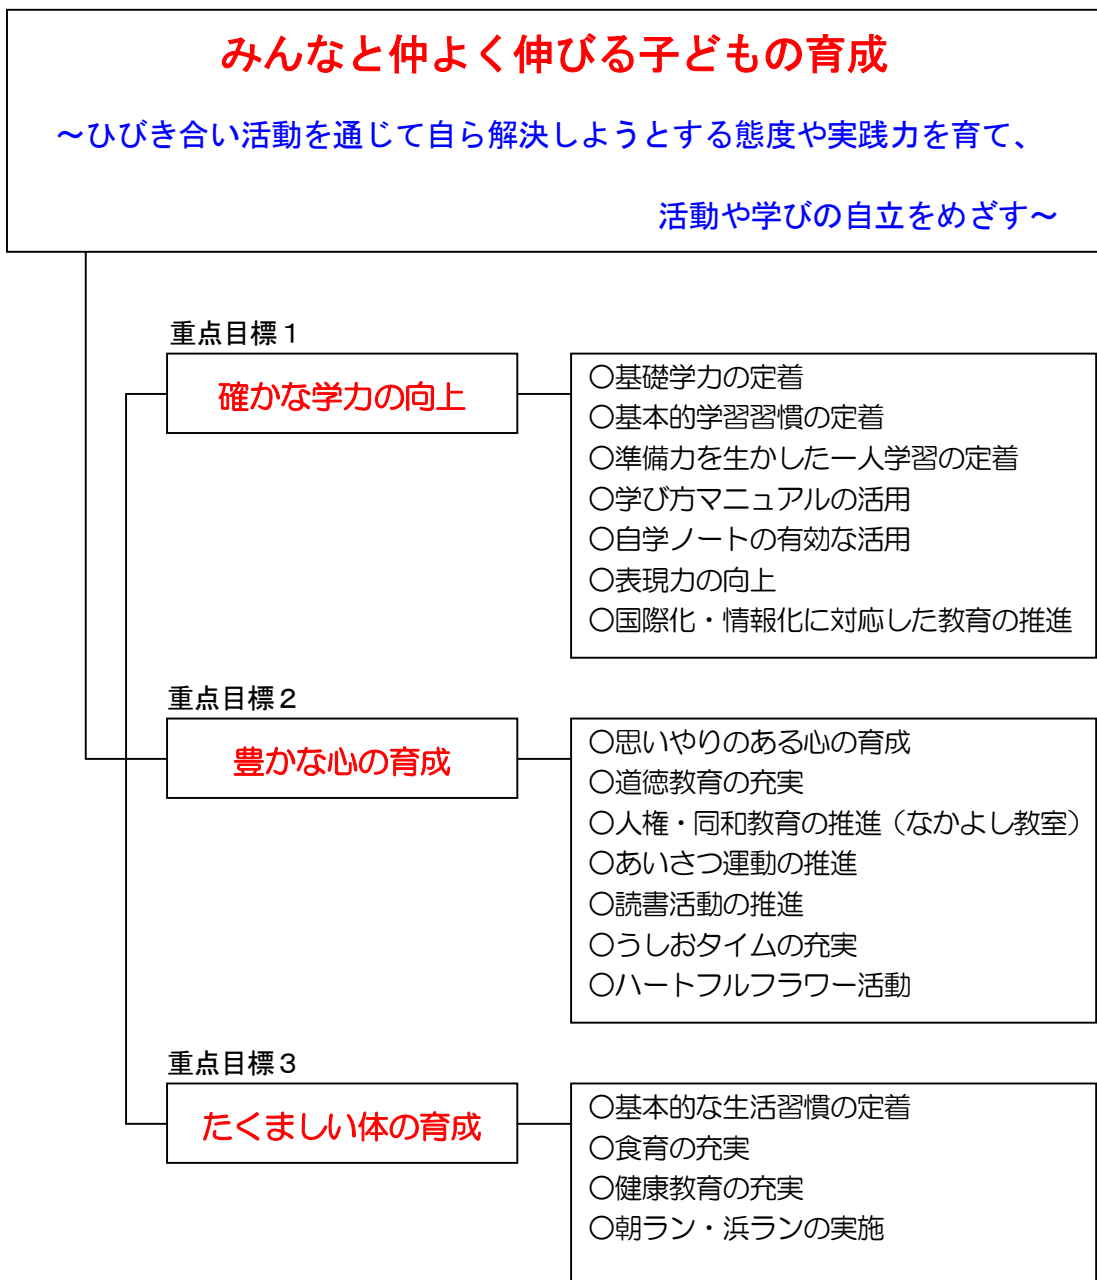 みんなと仲よく伸びる子どもの育成
～ひびき合い活動を通じて自ら解決しようとする態度や実践力を育て、
活動や学びの自立をめざす～
重点目標１
確かな学力の向上
○基礎学力の定着
○基本的学習習慣の定着
○準備力を生かした一人学習の定着
○学び方マニュアルの活用
○自学ノートの有効な活用
○表現力の向上
○国際化・情報化に対応した教育の推進
重点目標２
豊かな心の育成
○思いやりのある心の育成
○道徳教育の充実
○人権・同和教育の推進（なかよし教室）
○あいさつ運動の推進
○読書活動の推進
○うしおタイムの充実
○ハートフルフラワー活動
重点目標３
たくましい体の育成
○基本的な生活習慣の定着
○食育の充実
○健康教育の充実
○朝ラン・浜ランの実施